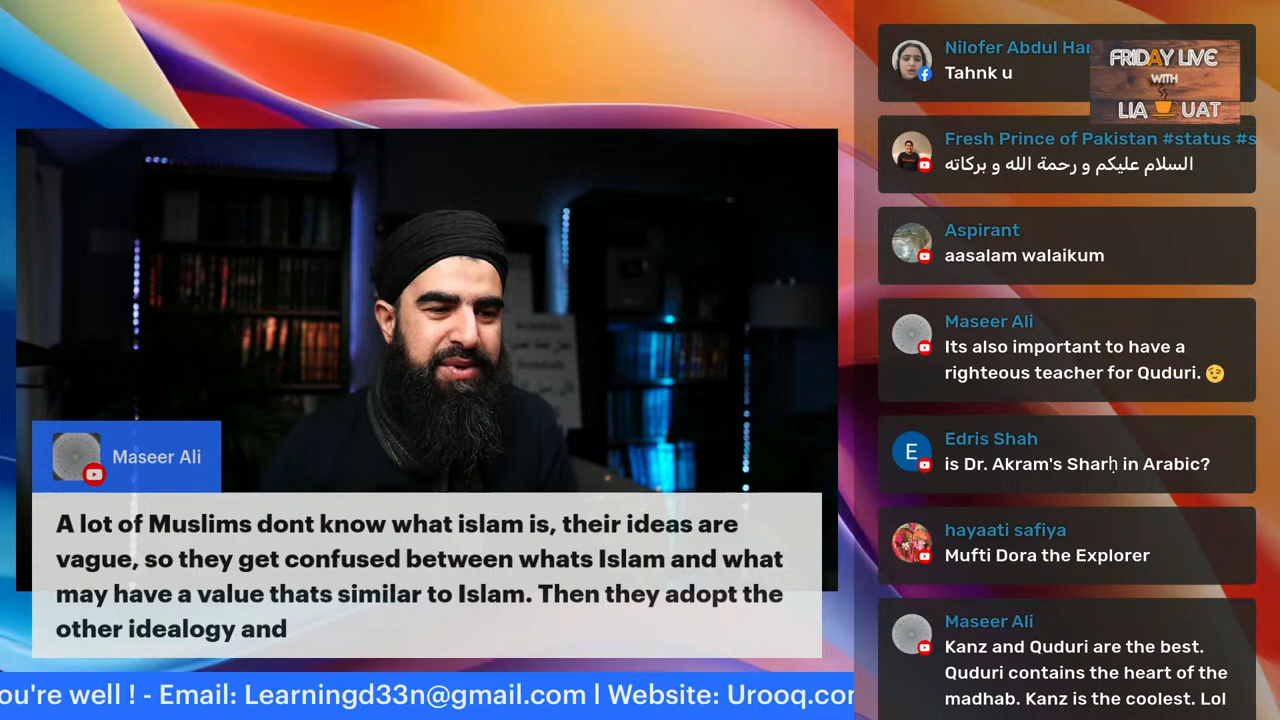 Nilofer Abdul Har
Tahnk u
FRIDAY LIVE
WITH
LIA UAT
Fresh Prince of Pakistan #status #s
السلام عليكم و رحمة الله و بركاته
Aspirant
aasalam walaikum
Maseer Ali
Its also important to have a
righteous teacher for Quduri. 😉
Edris Shah
E
is Dr. Akram's Sharḥ in Arabic?
hayaati safiya
Mufti Dora the Explorer
Maseer Ali
Kanz and Quduri are the best.
Quduri contains the heart of the
madhab. Kanz is the coolest. Lol
Maseer Ali
A lot of Muslims dont know what islam is, their ideas are
vague, so they get confused between whats Islam and what
may have a value thats similar to Islam. Then they adopt the
other idealogy and
ou're well ! - Email: Learningd33n@gmail.com | Website: Urooq.cor